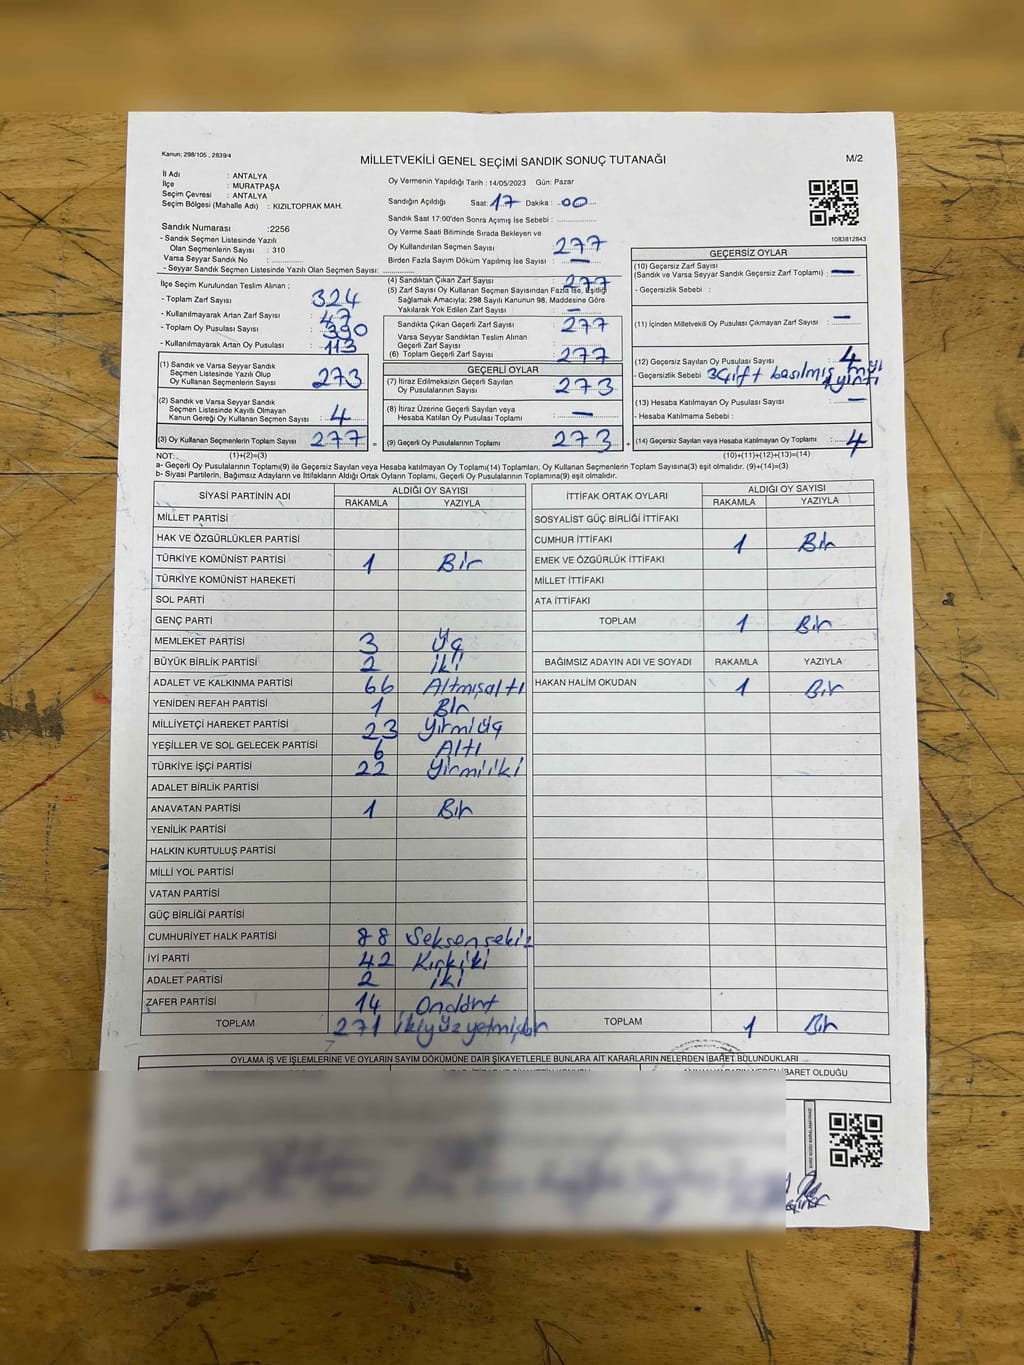 Kanun; 298/105 , 2839/4
MİLLETVEKİLİ GENEL SEÇİMİ SANDIK SONUÇ TUTANAĞI
M/2
İl Adı : ANTALYA
İlçe : MURATPAŞA
Seçim Çevresi : ANTALYA
Seçim Bölgesi (Mahalle Adı) : KIZILTOPRAK MAH.
Oy Vermenin Yapıldığı Tarih : 14/05/2023 Gün: Pazar
Sandığın Açıldığı Saat: 17 Dakika : 00
Sandık Saat 17:00'den Sonra Açımış İse Sebebi :
1083812843
Sandık Numarası :2256
- Sandık Seçmen Listesinde Yazılı
Olan Seçmenlerin Sayısı : 310
Varsa Seyyar Sandık No :
- Seyyar Sandık Seçmen Listesinde Yazılı Olan Seçmen Sayısı:
Oy Verme Saati Bitiminde Sırada Bekleyen ve
Oy Kullandırılan Seçmen Sayısı 277
Birden Fazla Sayım Döküm Yapılmış İse Sayısı : —
İlçe Seçim Kurulundan Teslim Alınan ;
- Toplam Zarf Sayısı : 324
- Kullanılmayarak Artan Zarf Sayısı : 47
- Toplam Oy Pusulası Sayısı : 390
- Kullanılmayarak Artan Oy Pusulası : 113
(4) Sandıktan Çıkan Zarf Sayısı : 277
(5) Zarf Sayısı Oy Kullanan Seçmen Sayısından Fazla İse, Eşitliği
Sağlamak Amacıyla; 298 Sayılı Kanunun 98. Maddesine Göre
Yakılarak Yok Edilen Zarf Sayısı : —
Sandıkta Çıkan Geçerli Zarf Sayısı : 277
Varsa Seyyar Sandıktan Teslim Alınan
Geçerli Zarf Sayısı
(6) Toplam Geçerli Zarf Sayısı : 277
GEÇERSİZ OYLAR
(10) Geçersiz Zarf Sayısı
(Sandık ve Varsa Seyyar Sandık Geçersiz Zarf Toplamı) : —
- Geçersizlik Sebebi :
(11) İçinden Milletvekili Oy Pusulası Çıkmayan Zarf Sayısı : —
(12) Geçersiz Sayılan Oy Pusulası Sayısı : 4
- Geçersizlik Sebebi : 3 çift basılmış
(13) Hesaba Katılmayan Oy Pusulası Sayısı : —
- Hesaba Katılmama Sebebi :
(14) Geçersiz Sayılan veya Hesaba Katılmayan Oy Toplamı : 4
(10)+(11)+(12)+(13)=(14)
(1) Sandık ve Varsa Seyyar Sandık
Seçmen Listesinde Yazılı Olup
Oy Kullanan Seçmenlerin Sayısı : 273
(2) Sandık ve Varsa Seyyar Sandık
Seçmen Listesinde Kayıtlı Olmayan
Kanun Gereği Oy Kullanan Seçmen Sayısı : 4
(3) Oy Kullanan Seçmenlerin Toplam Sayısı : 277 =
GEÇERLİ OYLAR
(7) İtiraz Edilmeksizin Geçerli Sayılan
Oy Pusulalarının Sayısı : 273
(8) İtiraz Üzerine Geçerli Sayılan veya
Hesaba Katılan Oy Pusulası Toplamı : —
(9) Geçerli Oy Pusulalarının Toplamı : 273 +
NOT: (1)+(2)=(3)
a- Geçerli Oy Pusulalarının Toplamı(9) ile Geçersiz Sayılan veya Hesaba katılmayan Oy Toplamı(14) Toplamları, Oy Kullanan Seçmenlerin Toplam Sayısına(3) eşit olmalıdır. (9)+(14)=(3)
b- Siyasi Partilerin, Bağımsız Adayların ve İttifakların Aldığı Ortak Oyların Toplamı, Geçerli Oy Pusulalarının Toplamına(9) eşit olmalıdır.
SİYASİ PARTİNİN ADI ALDIĞI OY SAYISI
RAKAMLA YAZIYLA
MİLLET PARTİSİ
HAK VE ÖZGÜRLÜKLER PARTİSİ
TÜRKİYE KOMÜNİST PARTİSİ 1 Bir
TÜRKİYE KOMÜNİST HAREKETİ
SOL PARTİ
GENÇ PARTİ
MEMLEKET PARTİSİ 3 Üç
BÜYÜK BİRLİK PARTİSİ 2 İki
ADALET VE KALKINMA PARTİSİ 66 Altmışaltı
YENİDEN REFAH PARTİSİ 1 Bir
MİLLİYETÇİ HAREKET PARTİSİ 23 Yirmiüç
YEŞİLLER VE SOL GELECEK PARTİSİ 6 Altı
TÜRKİYE İŞÇİ PARTİSİ 22 Yirmiiki
ADALET BİRLİK PARTİSİ
ANAVATAN PARTİSİ 1 Bir
YENİLİK PARTİSİ
HALKIN KURTULUŞ PARTİSİ
MİLLİ YOL PARTİSİ
VATAN PARTİSİ
GÜÇ BİRLİĞİ PARTİSİ
CUMHURİYET HALK PARTİSİ 88 Seksensekiz
İYİ PARTİ 42 Kırkiki
ADALET PARTİSİ 2 iki
ZAFER PARTİSİ 14 Ondört
TOPLAM 271 ikiyüzyetmişbir
İTTİFAK ORTAK OYLARI ALDIĞI OY SAYISI
RAKAMLA YAZIYLA
SOSYALİST GÜÇ BİRLİĞİ İTTİFAKI
CUMHUR İTTİFAKI 1 Bir
EMEK VE ÖZGÜRLÜK İTTİFAKI
MİLLET İTTİFAKI
ATA İTTİFAKI
TOPLAM 1 Bir
BAĞIMSIZ ADAYIN ADI VE SOYADI RAKAMLA YAZIYLA
HAKAN HALİM OKUDAN 1 Bir
TOPLAM 1 Bir
OYLAMA İŞ VE İŞLEMLERİNE VE OYLARIN SAYIM DÖKÜMÜNE DAİR ŞİKAYETLERLE BUNLARA AİT KARARLARIN NELERDEN İBARET BULUNDUKLARI
İBARET OLDUĞU